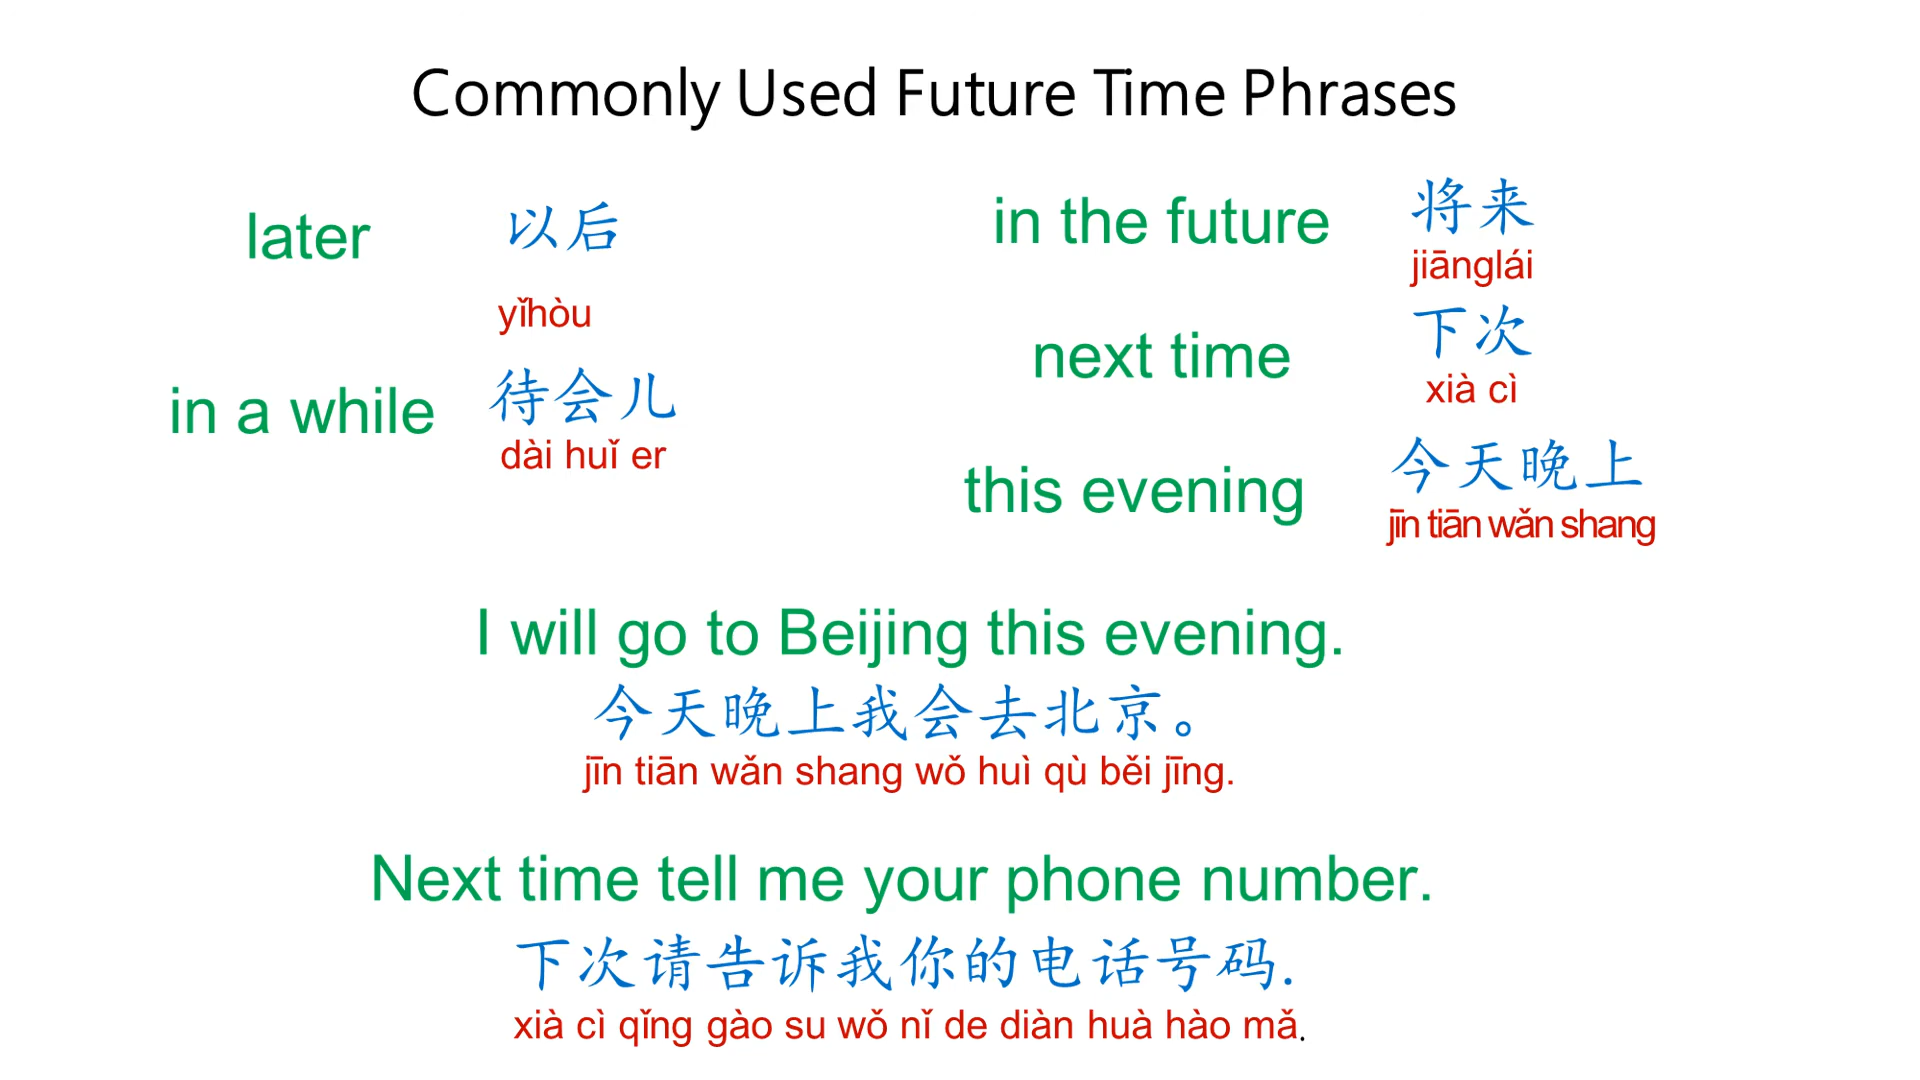 Commonly Used Future Time Phrases
later 以后
yǐhòu
in a while 待会儿
dài huǐ er
in the future 将来
jiānglái
next time 下次
xià cì
this evening 今天晚上
jīn tiān wǎn shang
I will go to Beijing this evening.
今天晚上我会去北京。
jīn tiān wǎn shang wǒ huì qù běi jīng.
Next time tell me your phone number.
下次请告诉我你的电话号码.
xià cì qǐng gào su wǒ nǐ de diàn huà hào mǎ.